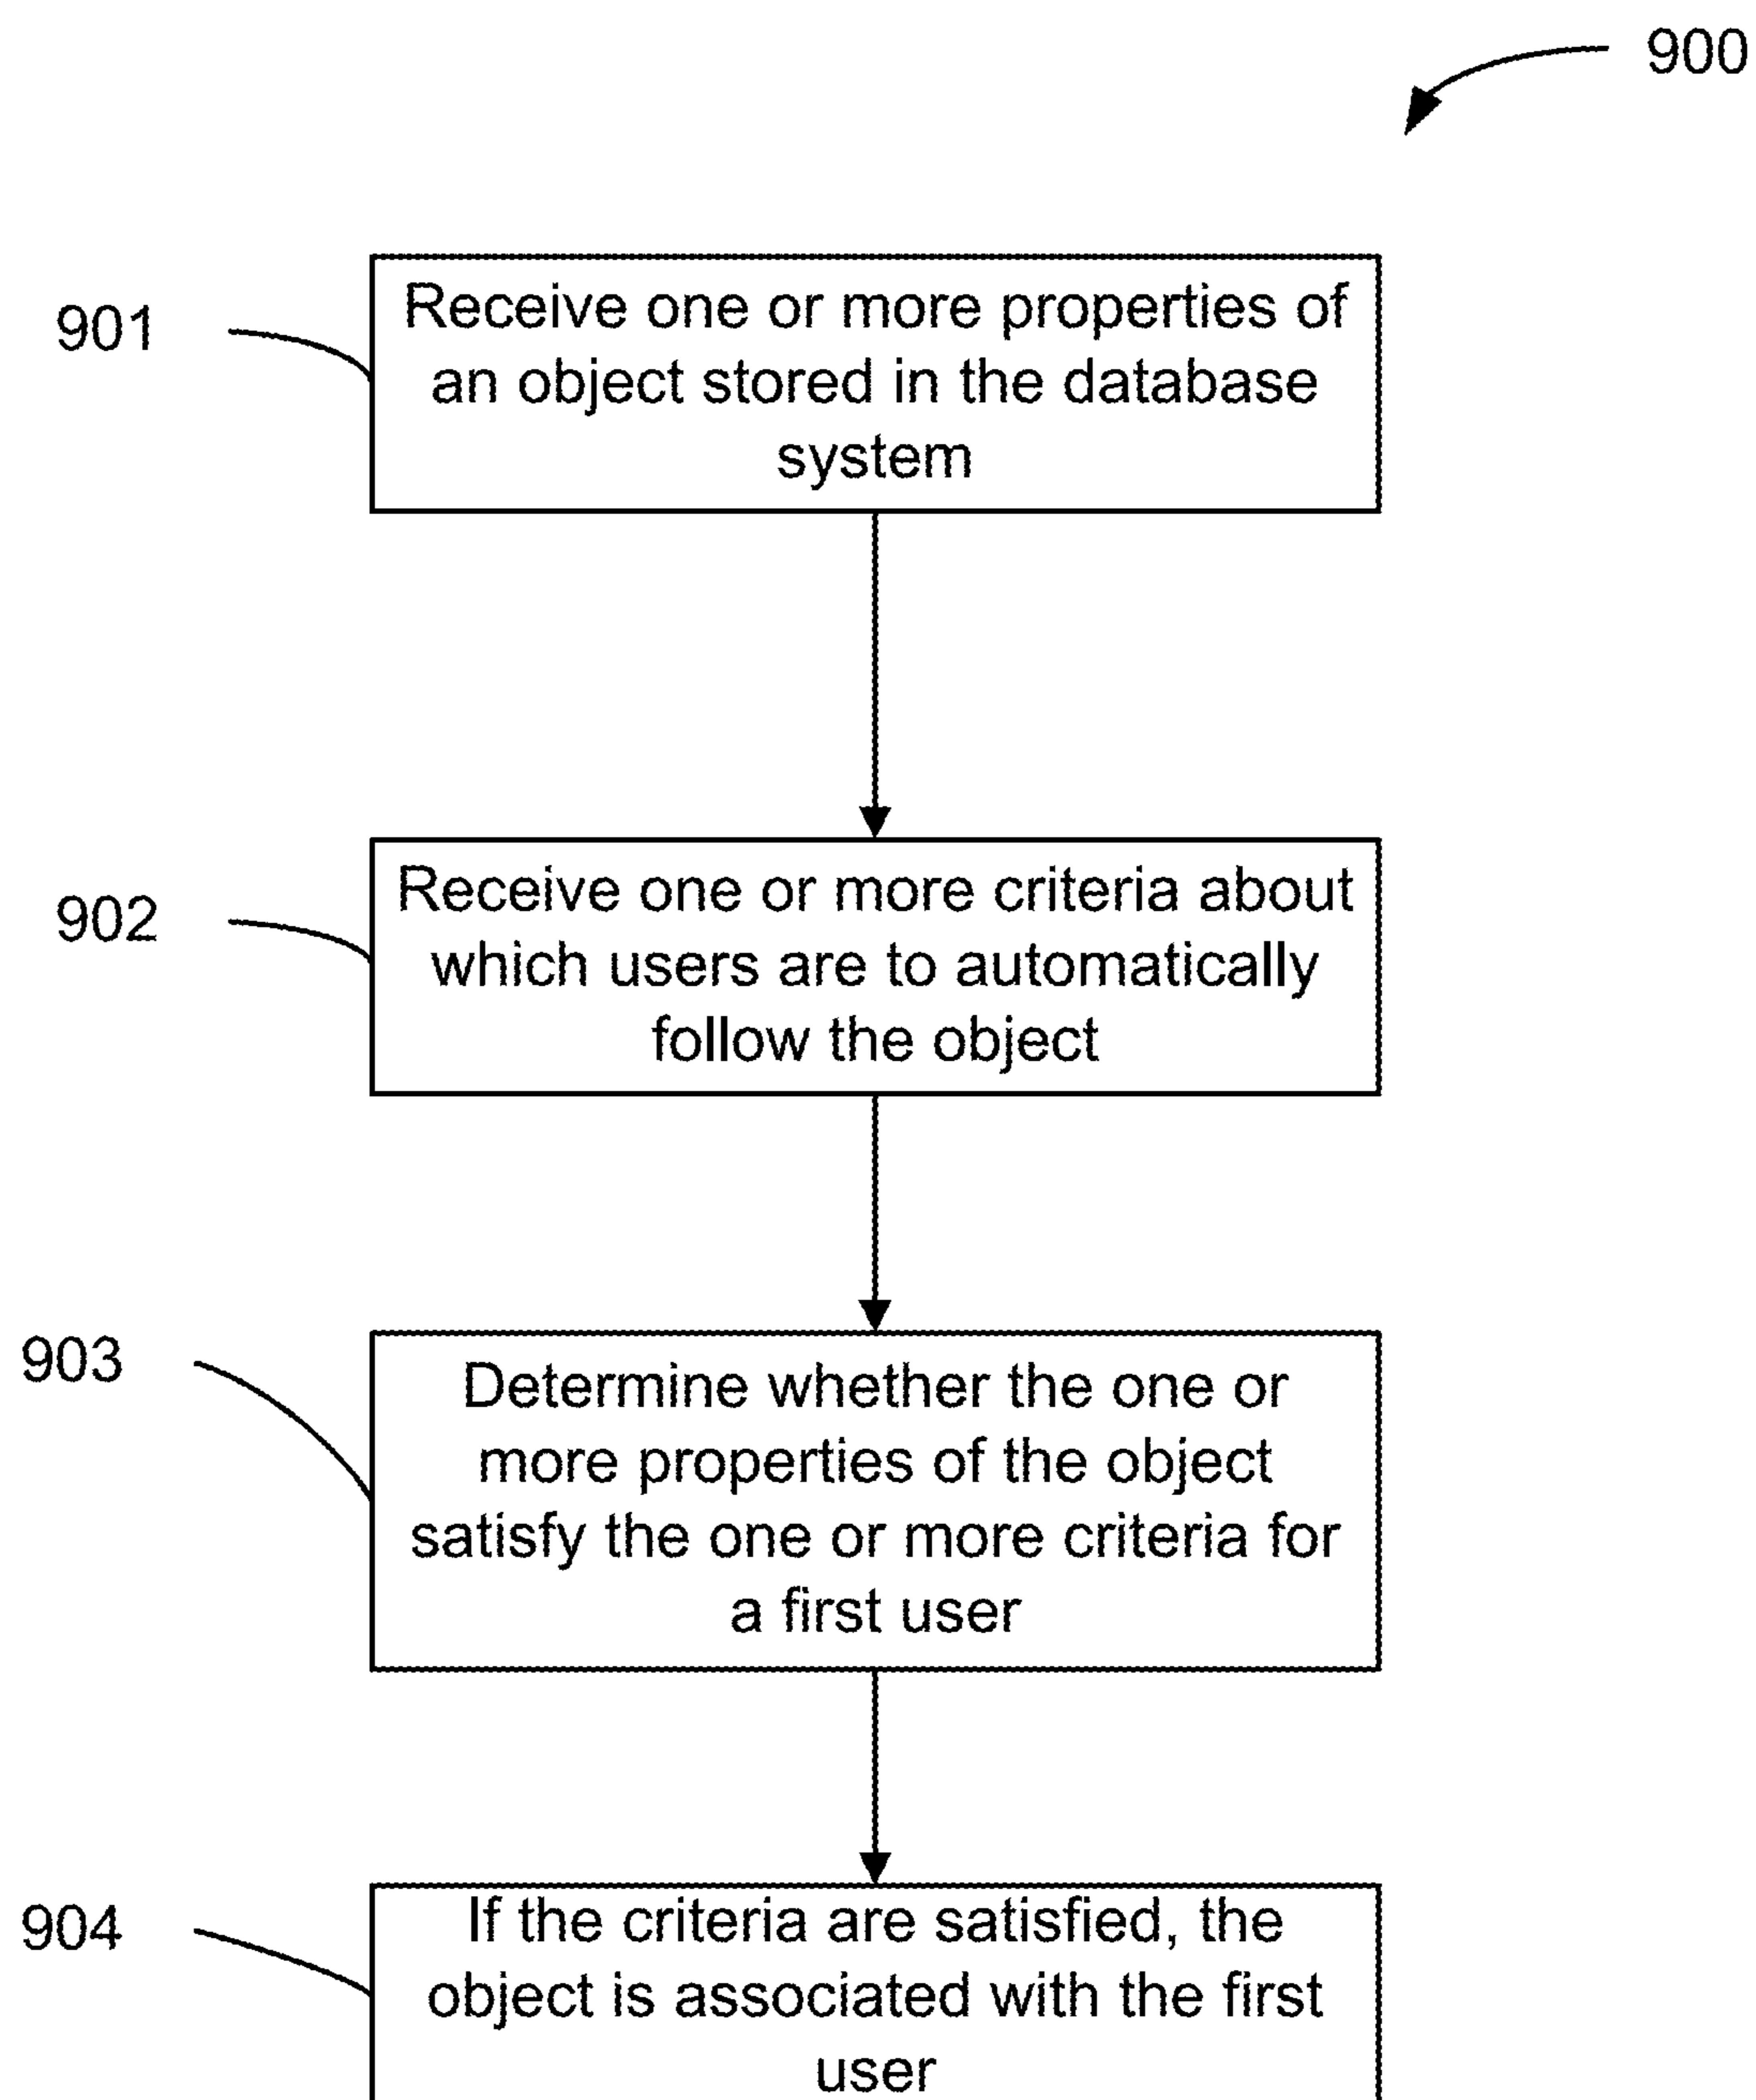 900
901
Receive one or more properties of
an object stored in the database
system
902
Receive one or more criteria about
which users are to automatically
follow the object
903
Determine whether the one or
more properties of the object
satisfy the one or more criteria for
a first user
904
If the criteria are satisfied, the
object is associated with the first
user